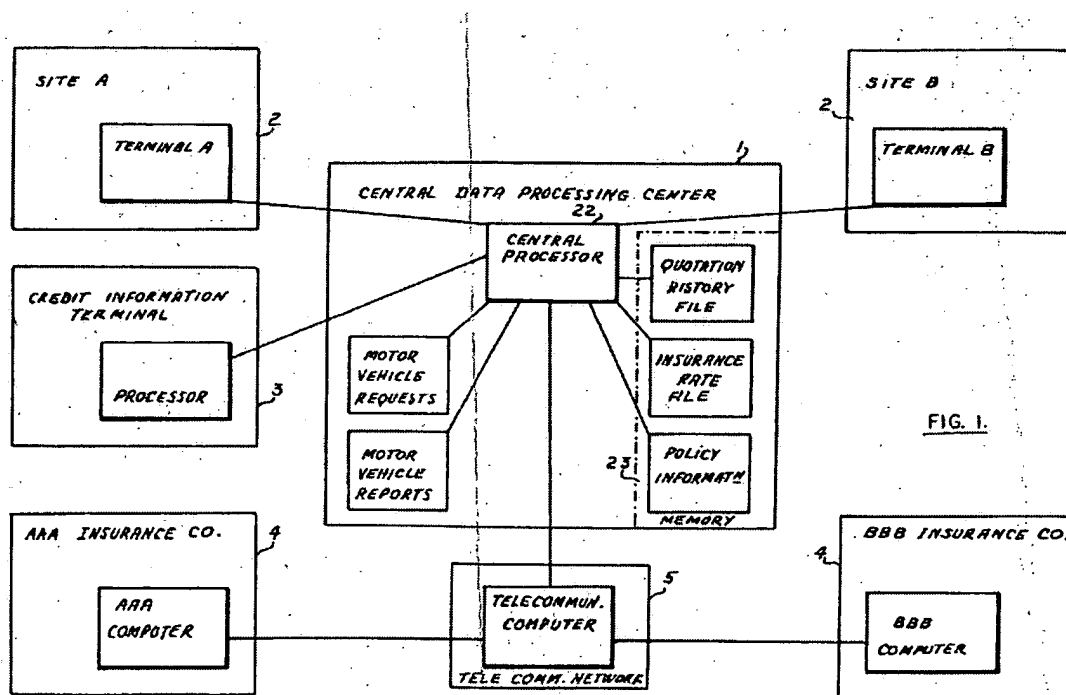 SITE A
TERMINAL A
2
SITE B
2
TERMINAL B
1
CENTRAL DATA PROCESSING CENTER
22
CENTRAL
PROCESSOR
QUOTATION
RISTORY
FILE
CREDIT INFORMATION
TERMINAL
PROCESSOR
3
MOTOR
VEHICLE
REQUESTS
INSURANCE
RATE
FILE
FIG. 1.
MOTOR
VEHICLE
REPORTS
23
POLICY
INFORMATN
MEMORY
AAA INSURANCE CO.
4
AAA
COMPUTER
5
TELECOMMUN.
COMPUTER
TELE COMM. NETWORK
BBB INSURANCE CO.
4
BBB
COMPUTER